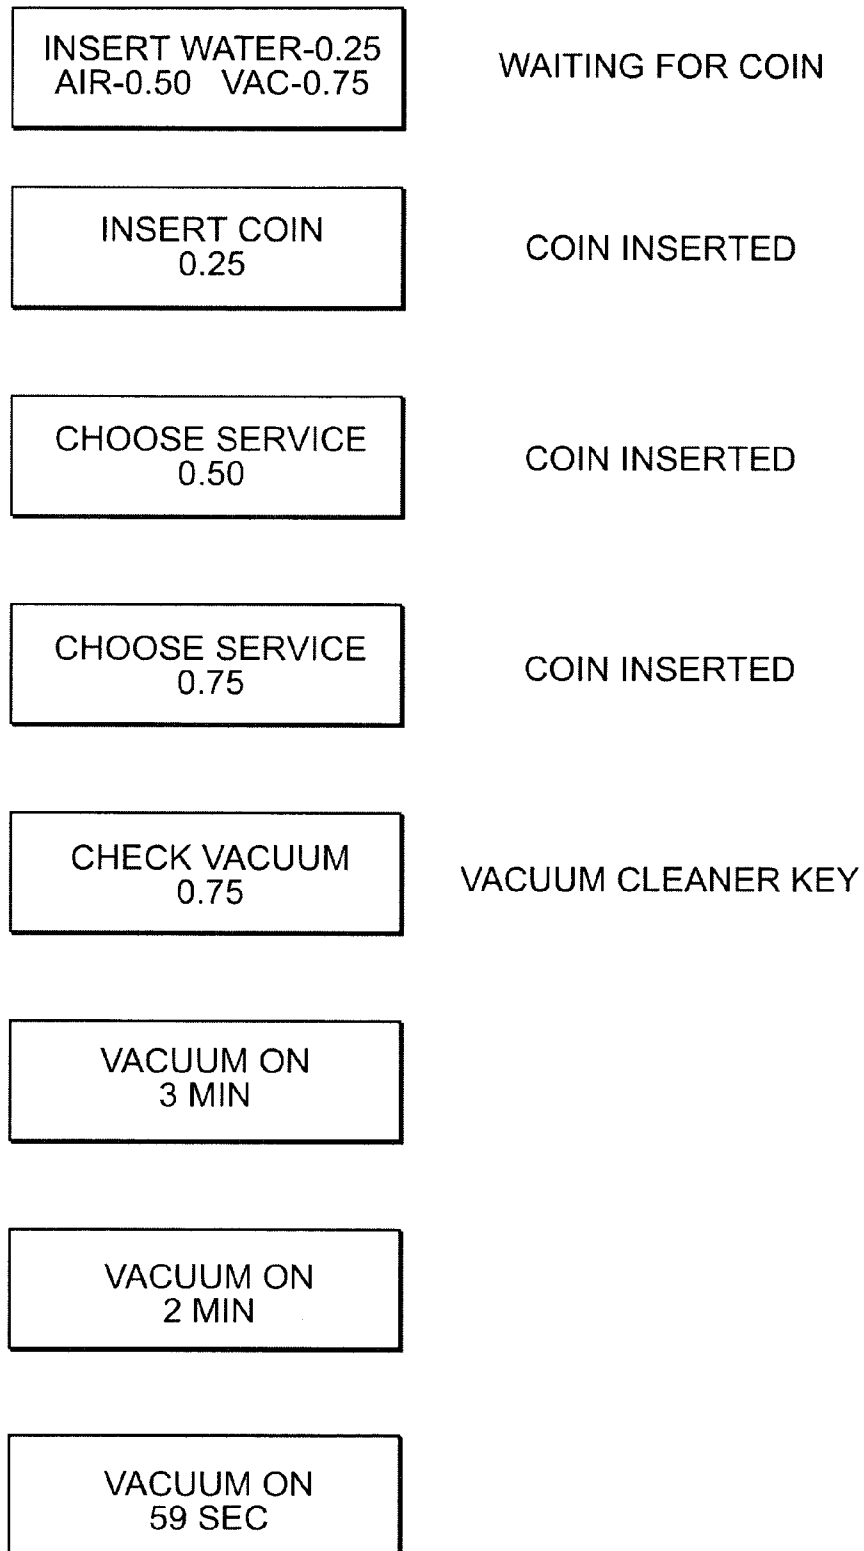 INSERT WATER-0.25
AIR-0.50 VAC-0.75
WAITING FOR COIN
INSERT COIN
0.25
COIN INSERTED
CHOOSE SERVICE
0.50
COIN INSERTED
CHOOSE SERVICE
0.75
COIN INSERTED
CHECK VACUUM
0.75
VACUUM CLEANER KEY
VACUUM ON
3 MIN
VACUUM ON
2 MIN
VACUUM ON
59 SEC